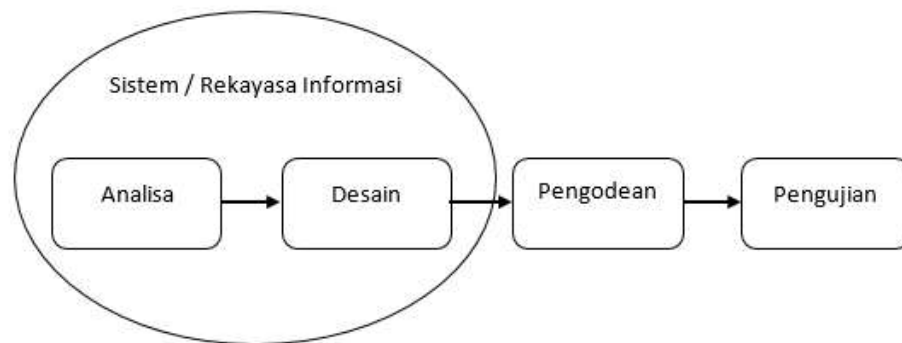 Sistem / Rekayasa Informasi
Analisa
Desain
Pengodean
Pengujian